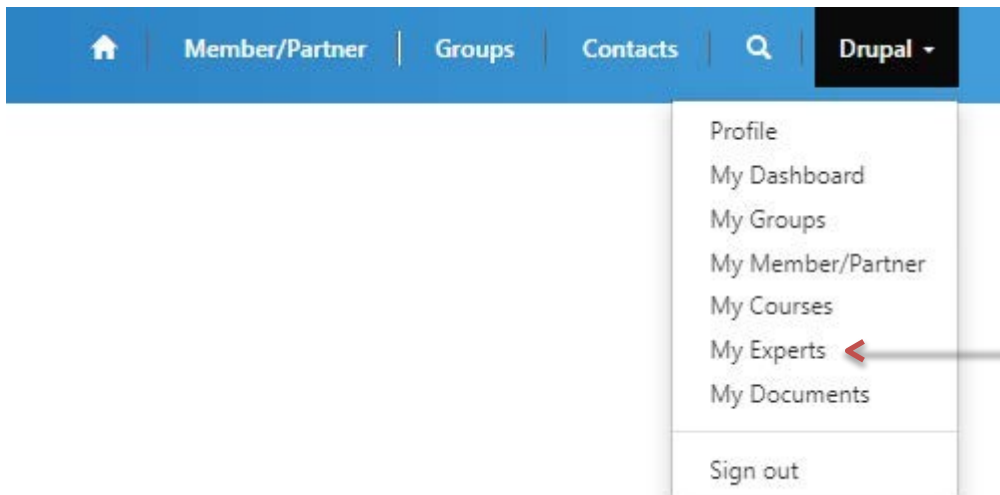 Member/Partner Groups Contacts Drupal
Profile
My Dashboard
My Groups
My Member/Partner
My Courses
My Experts
My Documents
Sign out